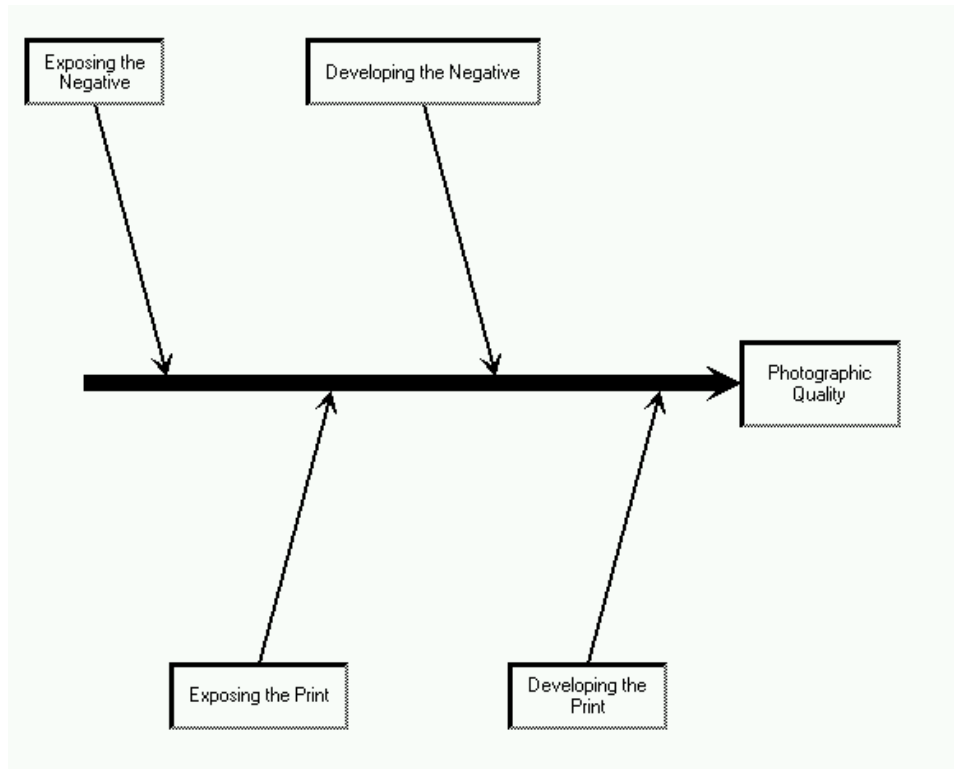 Exposing the
Negative
Developing the Negative
Photographic
Quality
Exposing the Print
Developing the
Print